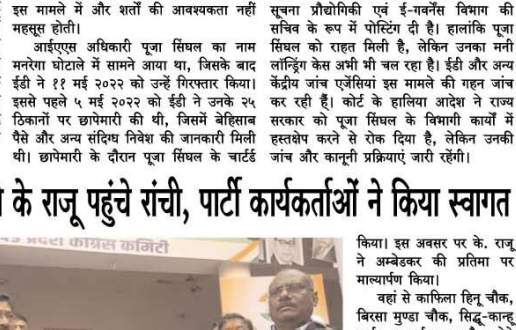 इस मामले में और शर्तों की आवश्यकता नहीं
महसूस होती।
आईएएस अधिकारी पूजा सिंघल का नाम
मनरेगा घोटाले में सामने आया था, जिसके बाद
ईडी ने ११ मई २०२२ को उन्हें गिरफ्तार किया।
इससे पहले ५ मई २०२२ को ईडी ने उनके २५
ठिकानों पर छापेमारी की थी, जिसमें बेहिसाब
पैसे और अन्य संदिग्ध निवेश की जानकारी मिली
थी। छापेमारी के दौरान पूजा सिंघल के चार्टर्ड
सूचना प्रौद्योगिकी एवं ई-गवर्नेंस विभाग की
सचिव के रूप में पोस्टिंग दी है। हालांकि पूजा
सिंघल को राहत मिली है, लेकिन उनका मनी
लॉन्ड्रिंग केस अभी भी चल रहा है। ईडी और अन्य
केंद्रीय जांच एजेंसियां इस मामले की गहन जांच
कर रही हैं। कोर्ट के हालिया आदेश ने राज्य
सरकार को पूजा सिंघल के विभागीय कार्यों में
हस्तक्षेप करने से रोक दिया है, लेकिन उनकी
जांच और कानूनी प्रक्रियाएं जारी रहेंगी।
के राजू पहुंचे रांची, पार्टी कार्यकर्ताओं ने किया स्वागत
प्रदेश कांग्रेस कमिटी
किया। इस अवसर पर के. राजू
ने अम्बेडकर की प्रतिमा पर
माल्यार्पण किया।
वहां से काफिला हिनू चौक,
बिरसा मुण्डा चौक, सिद्धु-कान्हू